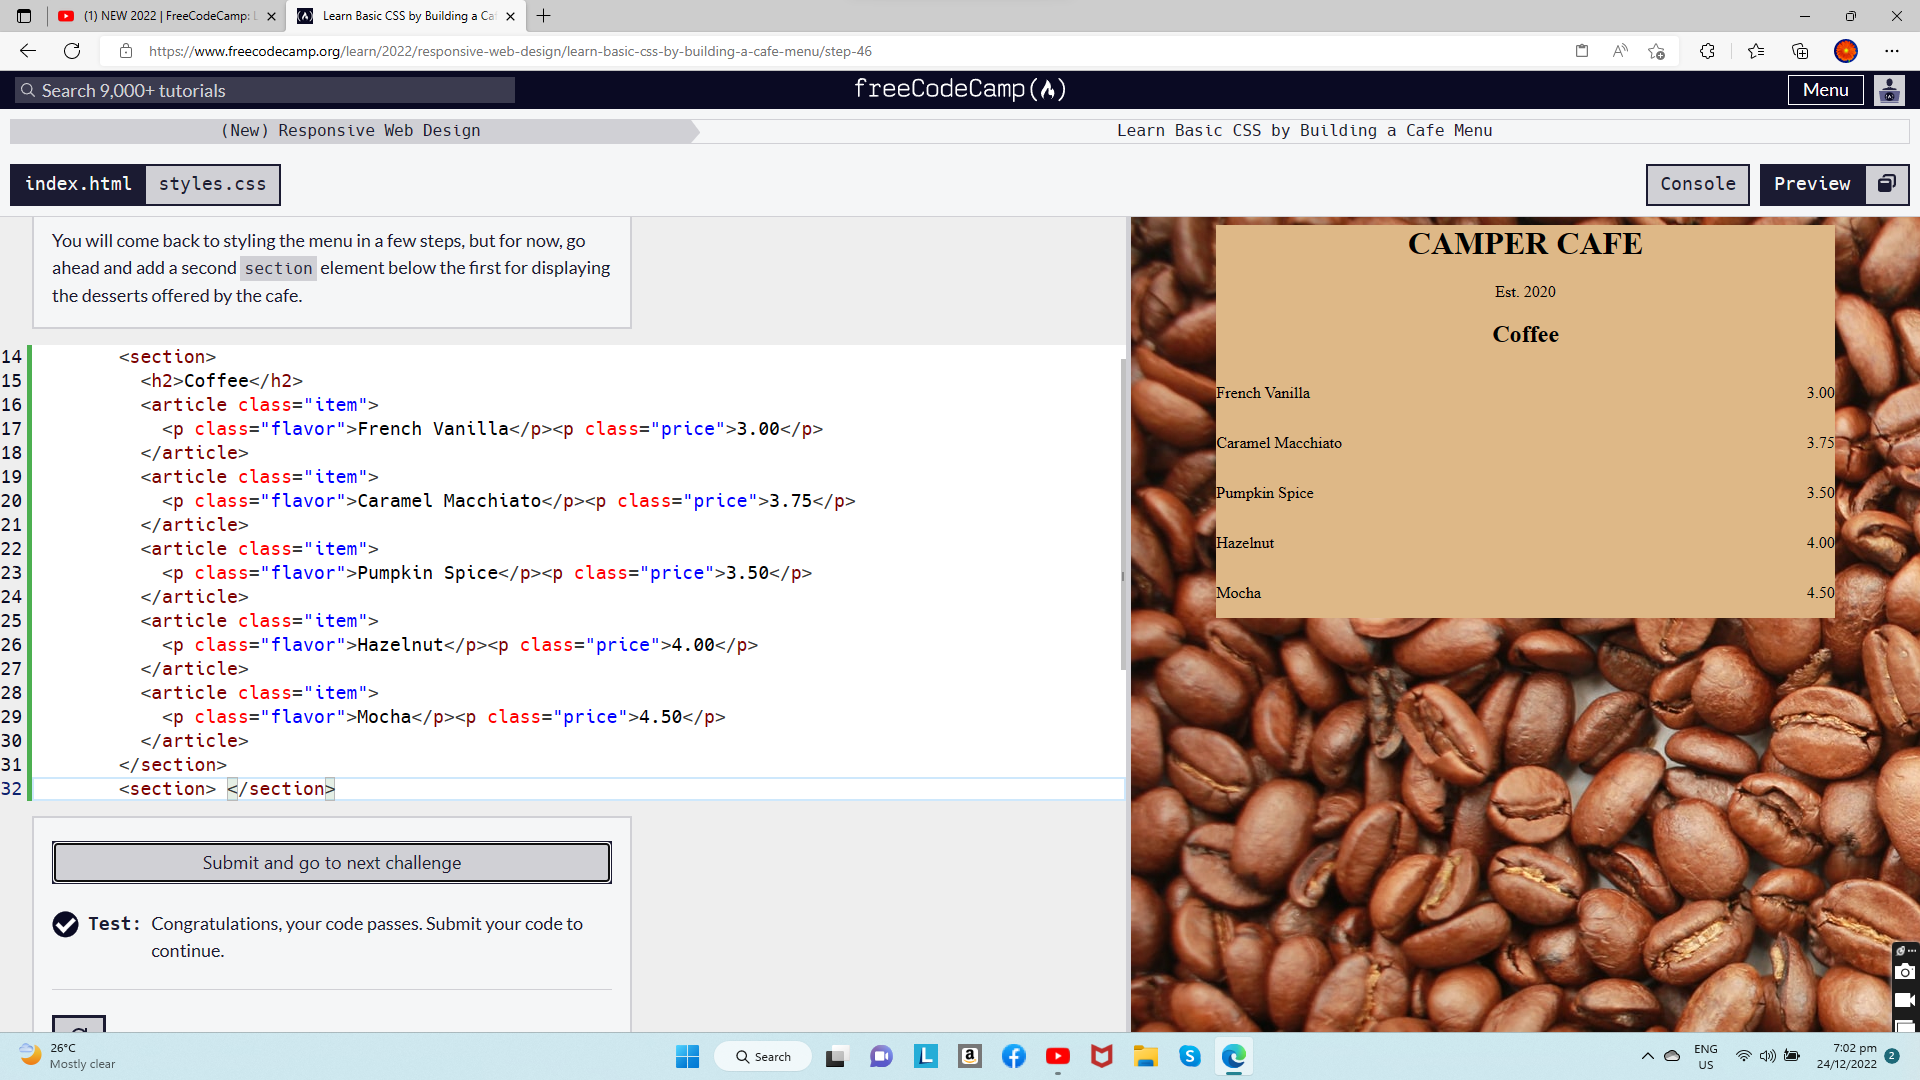 (1) NEW 2022 | FreeCodeCamp:
Learn Basic CSS by Building a Ca
https://www.freecodecamp.org/learn/2022/responsive-web-design/learn-basic-css-by-building-a-cafe-menu/step-46
Search 9,000+ tutorials
freeCodeCamp
Menu
(New) Responsive Web Design
Learn Basic CSS by Building a Cafe Menu
index.html
styles.css
Console
Preview
You will come back to styling the menu in a few steps, but for now, go
ahead and add a second section element below the first for displaying
the desserts offered by the cafe.
14 <section>
15 <h2>Coffee</h2>
16 <article class="item">
17 <p class="flavor">French Vanilla</p><p class="price">3.00</p>
18 </article>
19 <article class="item">
20 <p class="flavor">Caramel Macchiato</p><p class="price">3.75</p>
21 </article>
22 <article class="item">
23 <p class="flavor">Pumpkin Spice</p><p class="price">3.50</p>
24 </article>
25 <article class="item">
26 <p class="flavor">Hazelnut</p><p class="price">4.00</p>
27 </article>
28 <article class="item">
29 <p class="flavor">Mocha</p><p class="price">4.50</p>
30 </article>
31 </section>
32 <section> </section>
Submit and go to next challenge
Test: Congratulations, your code passes. Submit your code to
continue.
CAMPER CAFE
Est. 2020
Coffee
French Vanilla 3.00
Caramel Macchiato 3.75
Pumpkin Spice 3.50
Hazelnut 4.00
Mocha 4.50
26°C
Mostly clear
Search
ENG
US
7:02 pm
24/12/2022
2